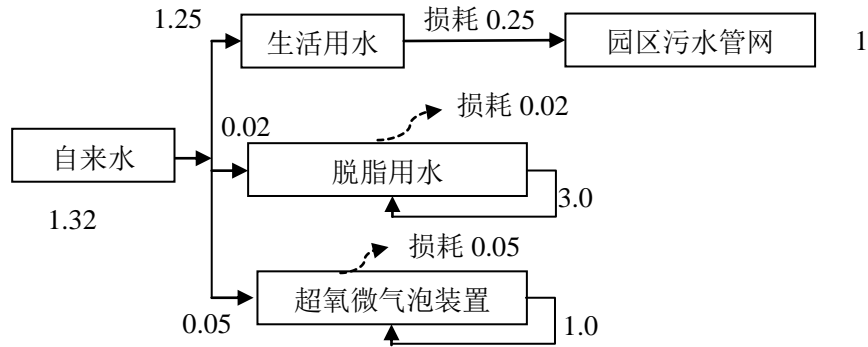 1.25
生活用水
损耗 0.25
园区污水管网
1
损耗 0.02
0.02
自来水
脱脂用水
3.0
1.32
损耗 0.05
超氧微气泡装置
0.05
1.0